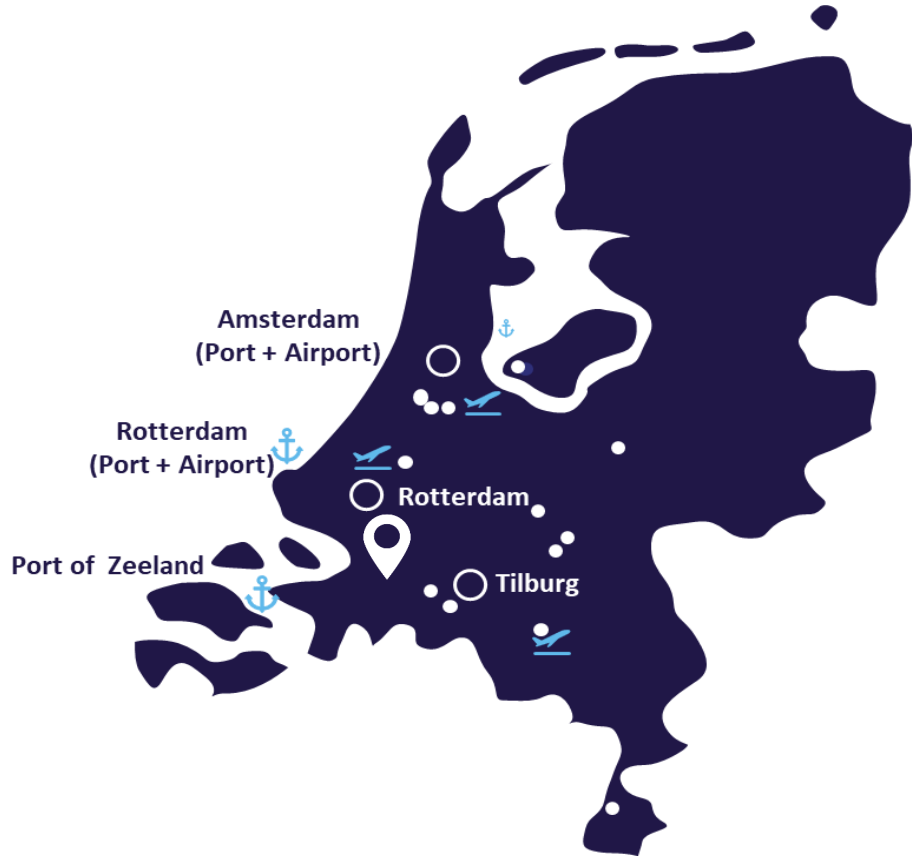 Amsterdam
(Port + Airport)
Rotterdam
(Port + Airport)
Rotterdam
Port of Zeeland
Tilburg